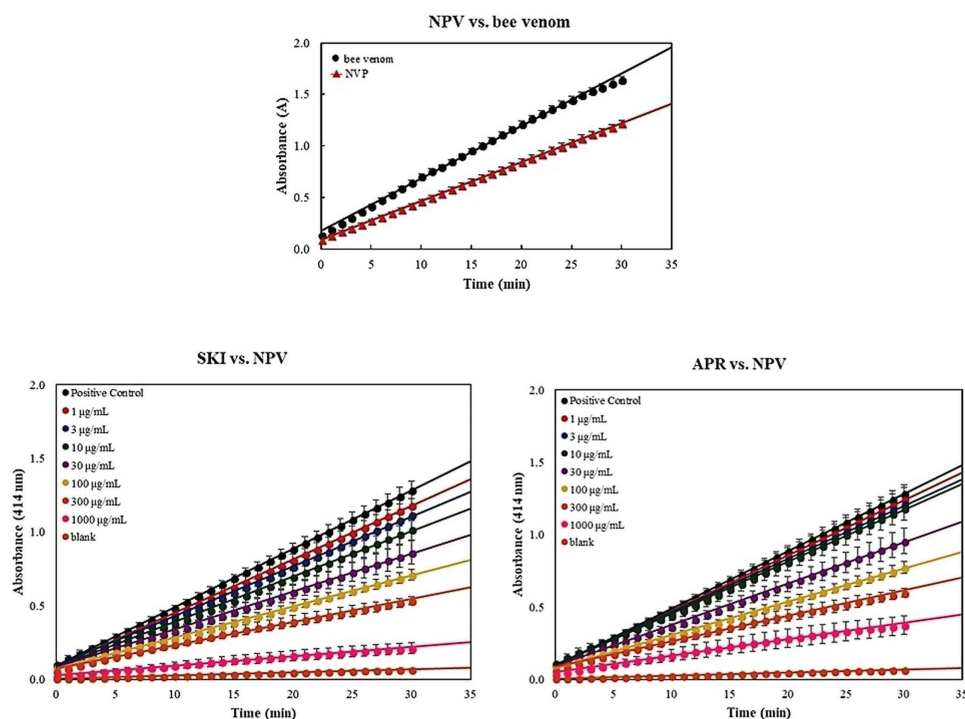 NPV vs. bee venom
2.0
1.5
1.0
0.5
0.0
Absorbance (A)
bee venom
NVP
0 5 10 15 20 25 30 35
Time (min)
SKI vs. NPV
2.0
1.5
1.0
0.5
0.0
Absorbance (414 nm)
Positive Control
1 µg/mL
3 µg/mL
10 µg/mL
30 µg/mL
100 µg/mL
300 µg/mL
1000 µg/mL
blank
0 5 10 15 20 25 30 35
Time (min)
APR vs. NPV
2.0
1.5
1.0
0.5
0.0
Absorbance (414 nm)
Positive Control
1 µg/mL
3 µg/mL
10 µg/mL
30 µg/mL
100 µg/mL
300 µg/mL
1000 µg/mL
blank
0 5 10 15 20 25 30 35
Time (min)